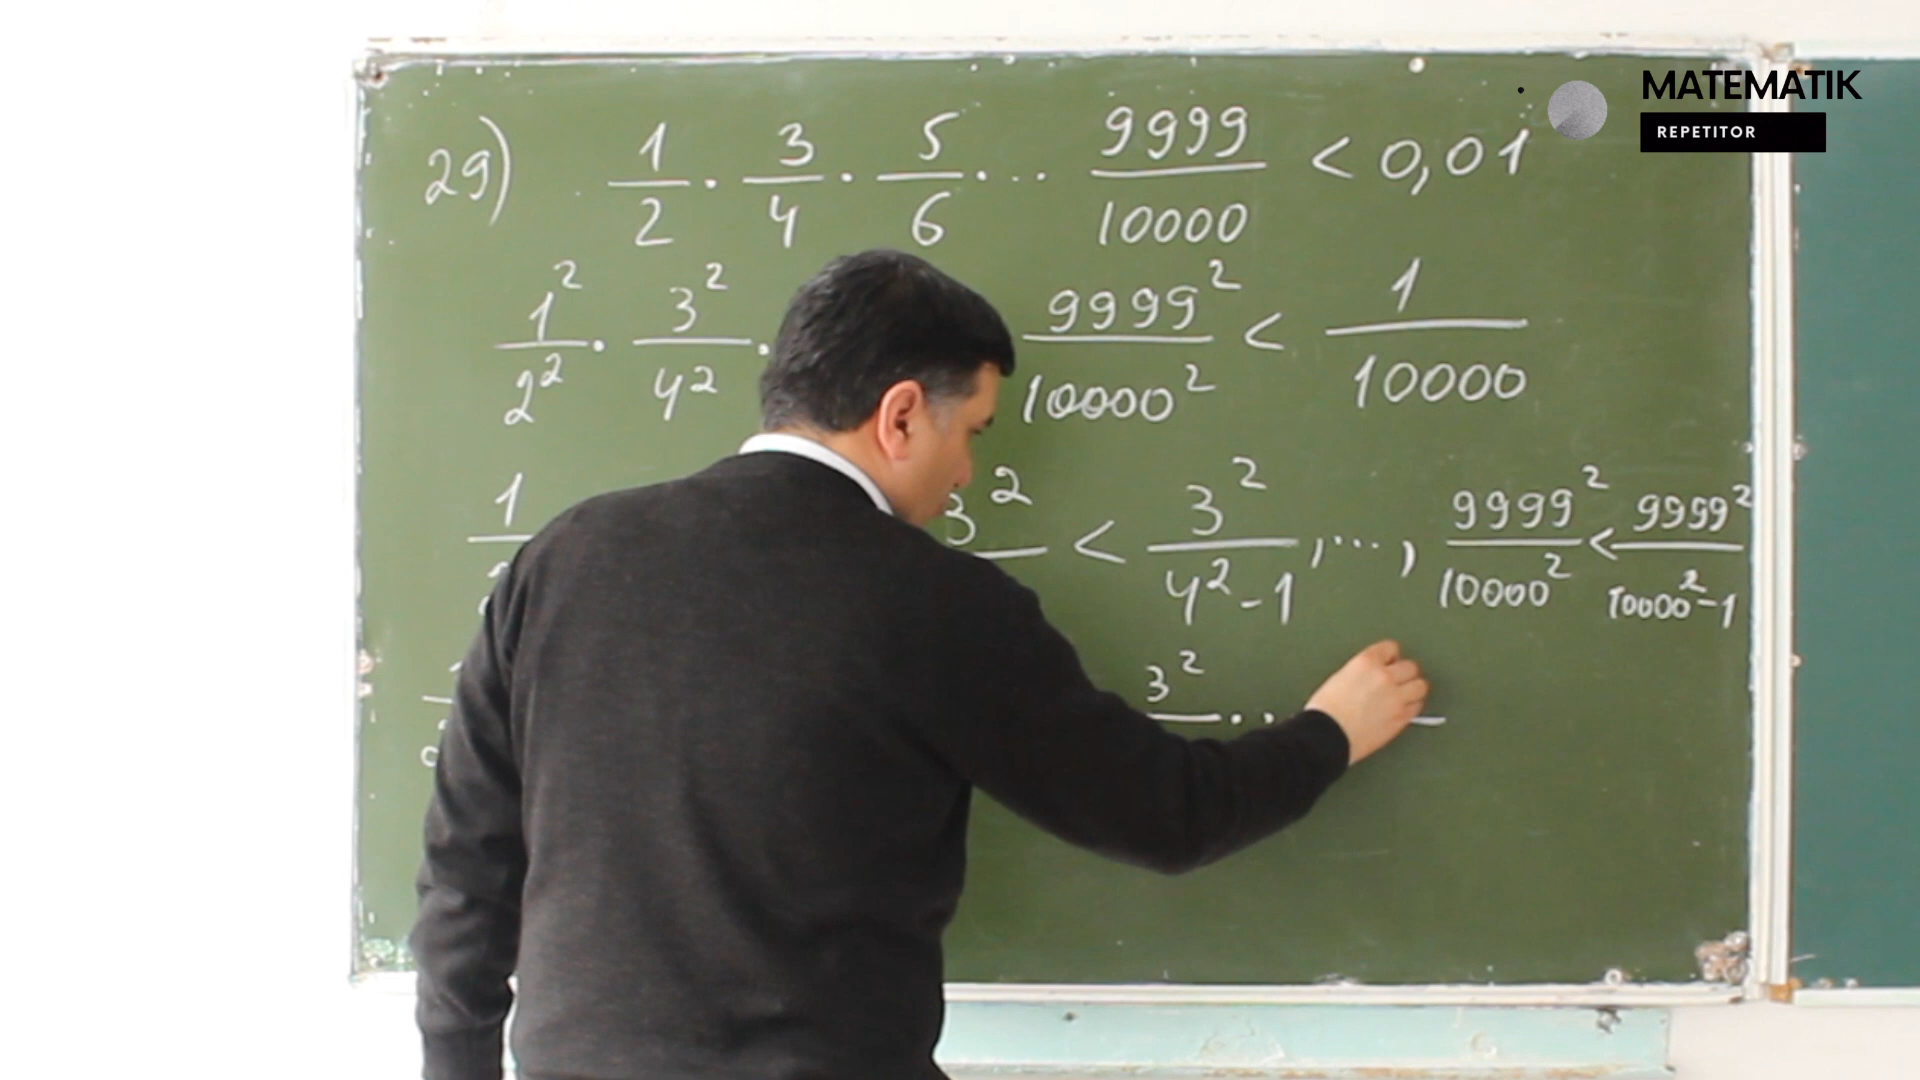 MATEMATIK
REPETITOR
29) 1/2 · 3/4 · 5/6 · ... 9999/10000 < 0,01
1²/2² · 3²/4² · 9999²/10000² < 1/10000
1 3² < 3²/4²-1 , ... , 9999²/10000² < 9999²/10000²-1
3² ·